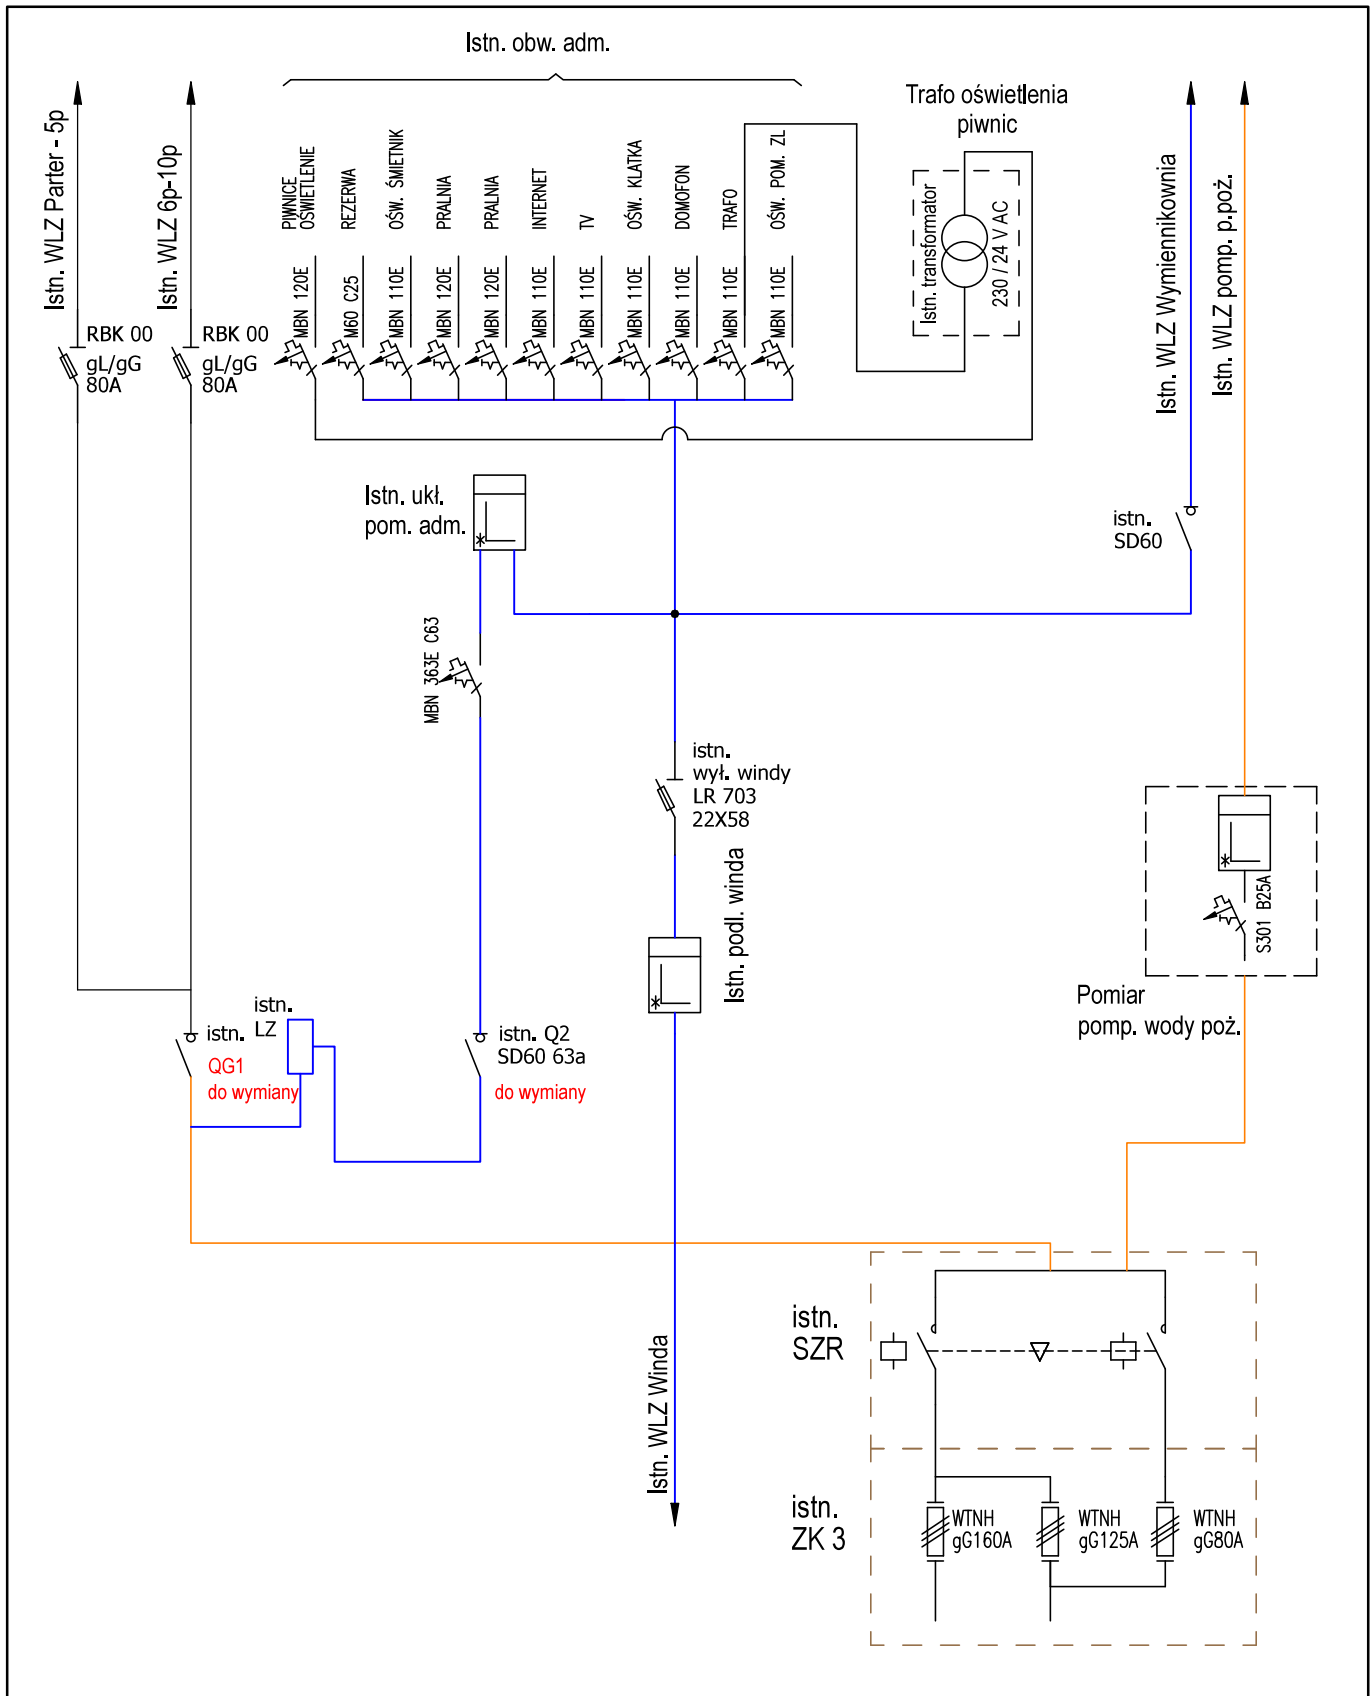 Istn. obw. adm.
Istn. WLZ Parter - 5p
Istn. WLZ 6p-10p
PIWNICE
OŚWIETLENIE
REZERWA
OŚW. ŚMIETNIK
PRALNIA
PRALNIA
INTERNET
TV
OŚW. KLATKA
DOMOFON
TRAFO
OŚW. POM. ZL
MBN 120E
M60 C25
MBN 110E
MBN 120E
MBN 120E
MBN 110E
MBN 110E
MBN 110E
MBN 110E
MBN 110E
MBN 110E
Trafo oświetlenia
piwnic
Istn. transformator
230 / 24 V AC
Istn. WLZ Wymiennikownia
Istn. WLZ pomp. p.poż.
RBK 00
gL/gG
80A
RBK 00
gL/gG
80A
Istn. ukł.
pom. adm.
istn.
SD60
MBN 363E C63
istn.
wył. windy
LR 703
22X58
Istn. podl. winda
S301 B25A
Pomiar
pomp. wody poż.
istn.
QG1
do wymiany
istn.
LZ
istn. Q2
SD60 63a
do wymiany
Istn. WLZ Winda
istn.
SZR
istn.
ZK 3
WTNH
gG160A
WTNH
gG125A
WTNH
gG80A